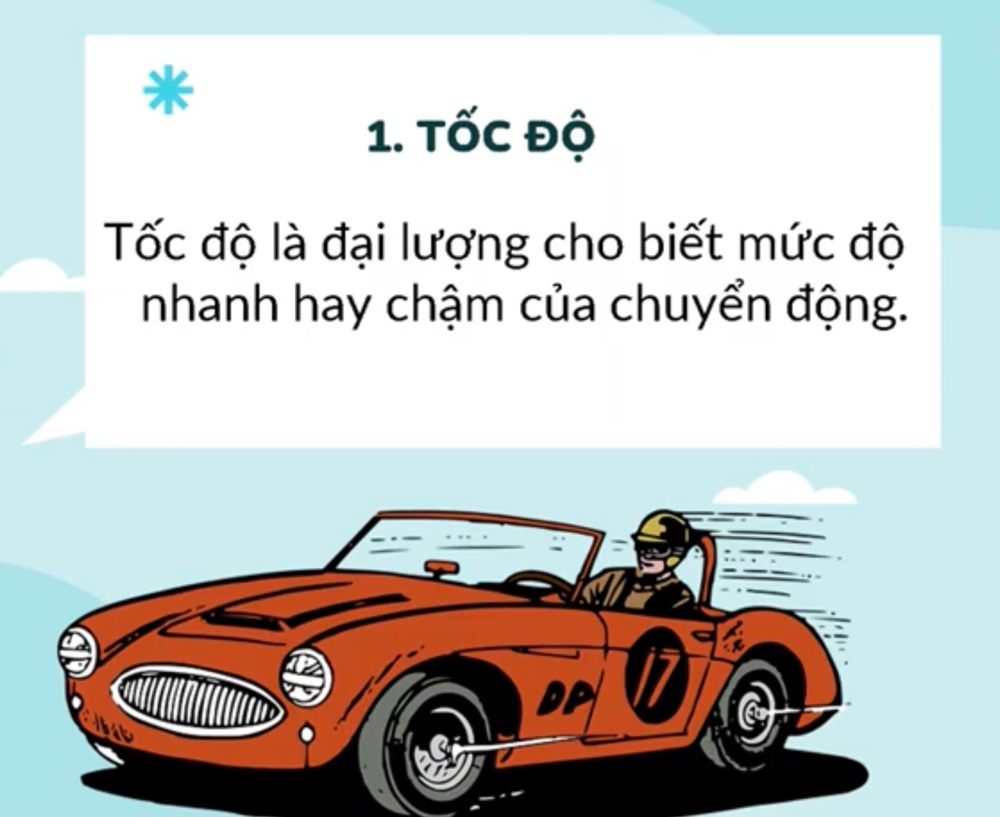 1. TỐC ĐỘ
Tốc độ là đại lượng cho biết mức độ
nhanh hay chậm của chuyển động.
DP
17